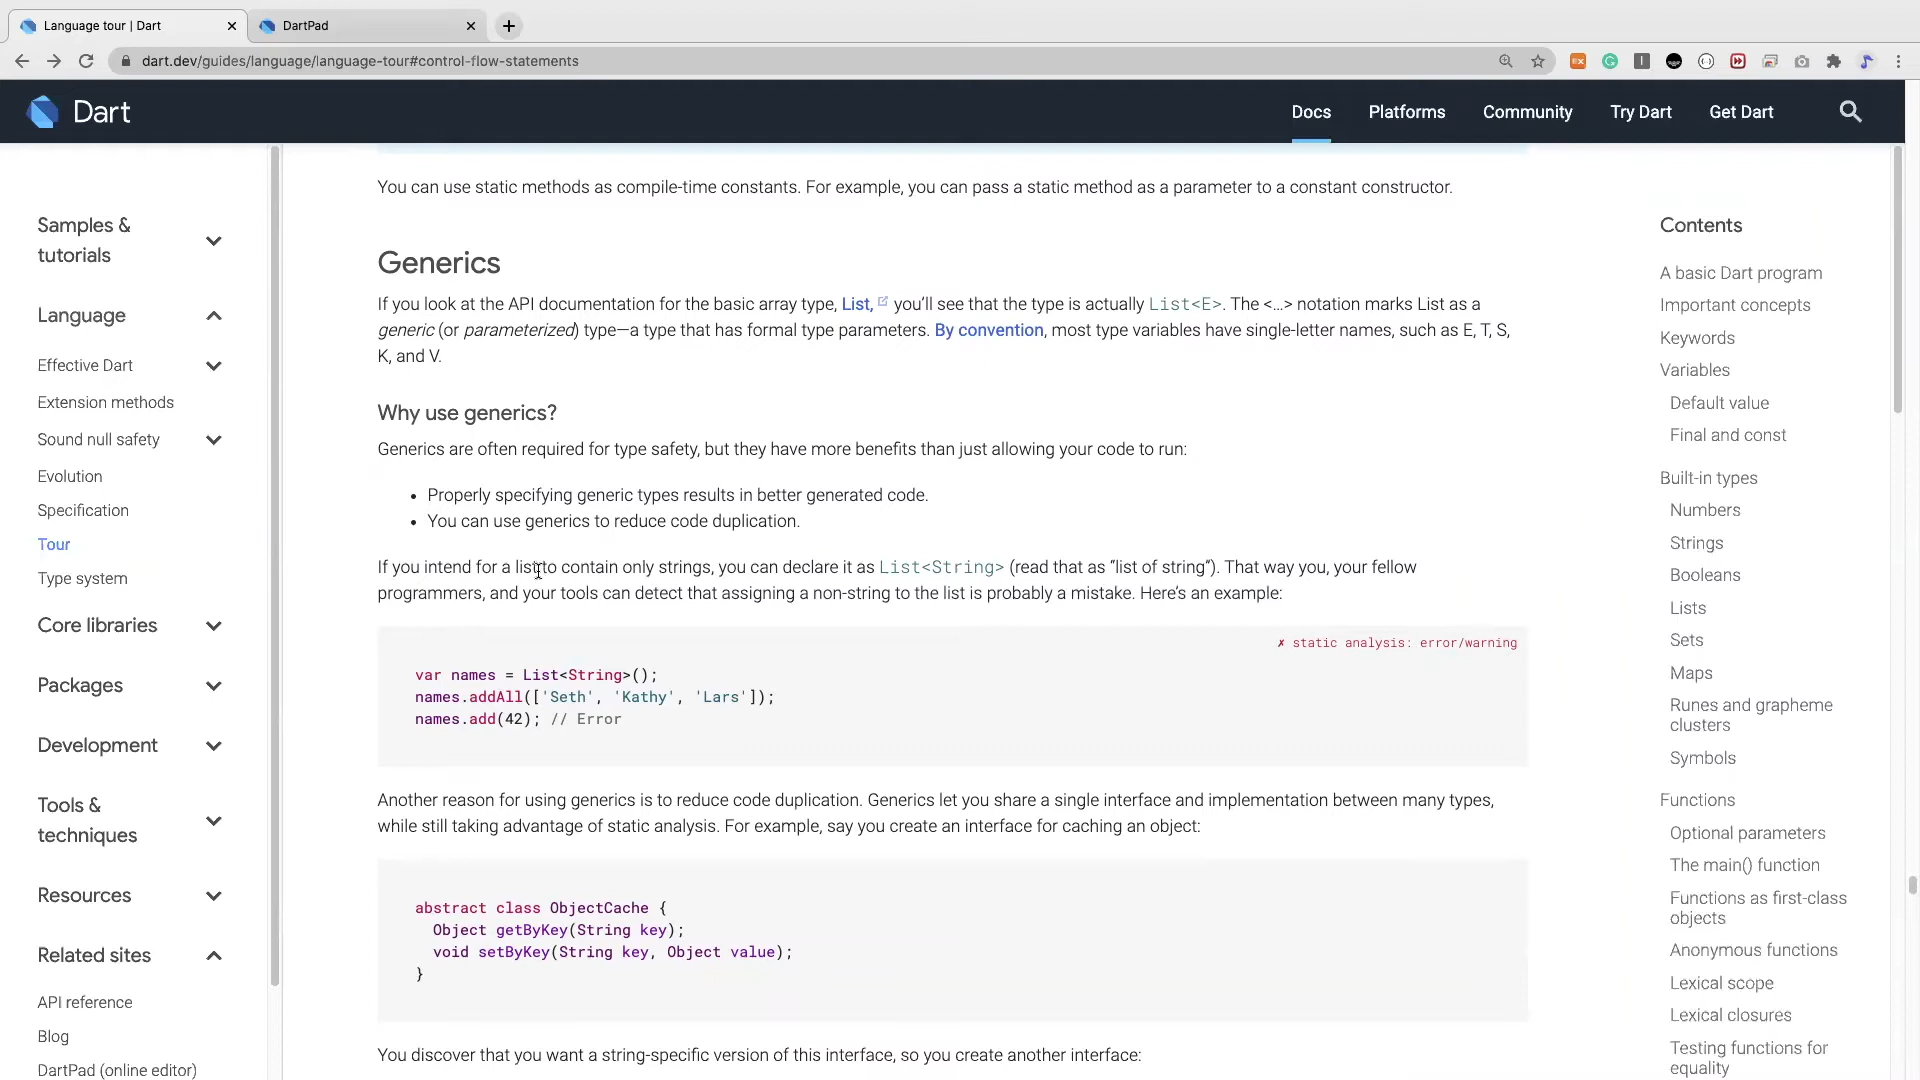 Language tour | Dart
DartPad
dart.dev/guides/language/language-tour#control-flow-statements
Dart
Docs
Platforms
Community
Try Dart
Get Dart
Samples &
tutorials
Language
Effective Dart
Extension methods
Sound null safety
Evolution
Specification
Tour
Type system
Core libraries
Packages
Development
Tools &
techniques
Resources
Related sites
API reference
Blog
DartPad (online editor)
You can use static methods as compile-time constants. For example, you can pass a static method as a parameter to a constant constructor.
Generics
If you look at the API documentation for the basic array type, List, you'll see that the type is actually List<E>. The <…> notation marks List as a
generic (or parameterized) type—a type that has formal type parameters. By convention, most type variables have single-letter names, such as E, T, S,
K, and V.
Why use generics?
Generics are often required for type safety, but they have more benefits than just allowing your code to run:
• Properly specifying generic types results in better generated code.
• You can use generics to reduce code duplication.
If you intend for a list to contain only strings, you can declare it as List<String> (read that as “list of string”). That way you, your fellow
programmers, and your tools can detect that assigning a non-string to the list is probably a mistake. Here’s an example:
✗ static analysis: error/warning
var names = List<String>();
names.addAll(['Seth', 'Kathy', 'Lars']);
names.add(42); // Error
Another reason for using generics is to reduce code duplication. Generics let you share a single interface and implementation between many types,
while still taking advantage of static analysis. For example, say you create an interface for caching an object:
abstract class ObjectCache {
  Object getByKey(String key);
  void setByKey(String key, Object value);
}
You discover that you want a string-specific version of this interface, so you create another interface:
Contents
A basic Dart program
Important concepts
Keywords
Variables
Default value
Final and const
Built-in types
Numbers
Strings
Booleans
Lists
Sets
Maps
Runes and grapheme
clusters
Symbols
Functions
Optional parameters
The main() function
Functions as first-class
objects
Anonymous functions
Lexical scope
Lexical closures
Testing functions for
equality